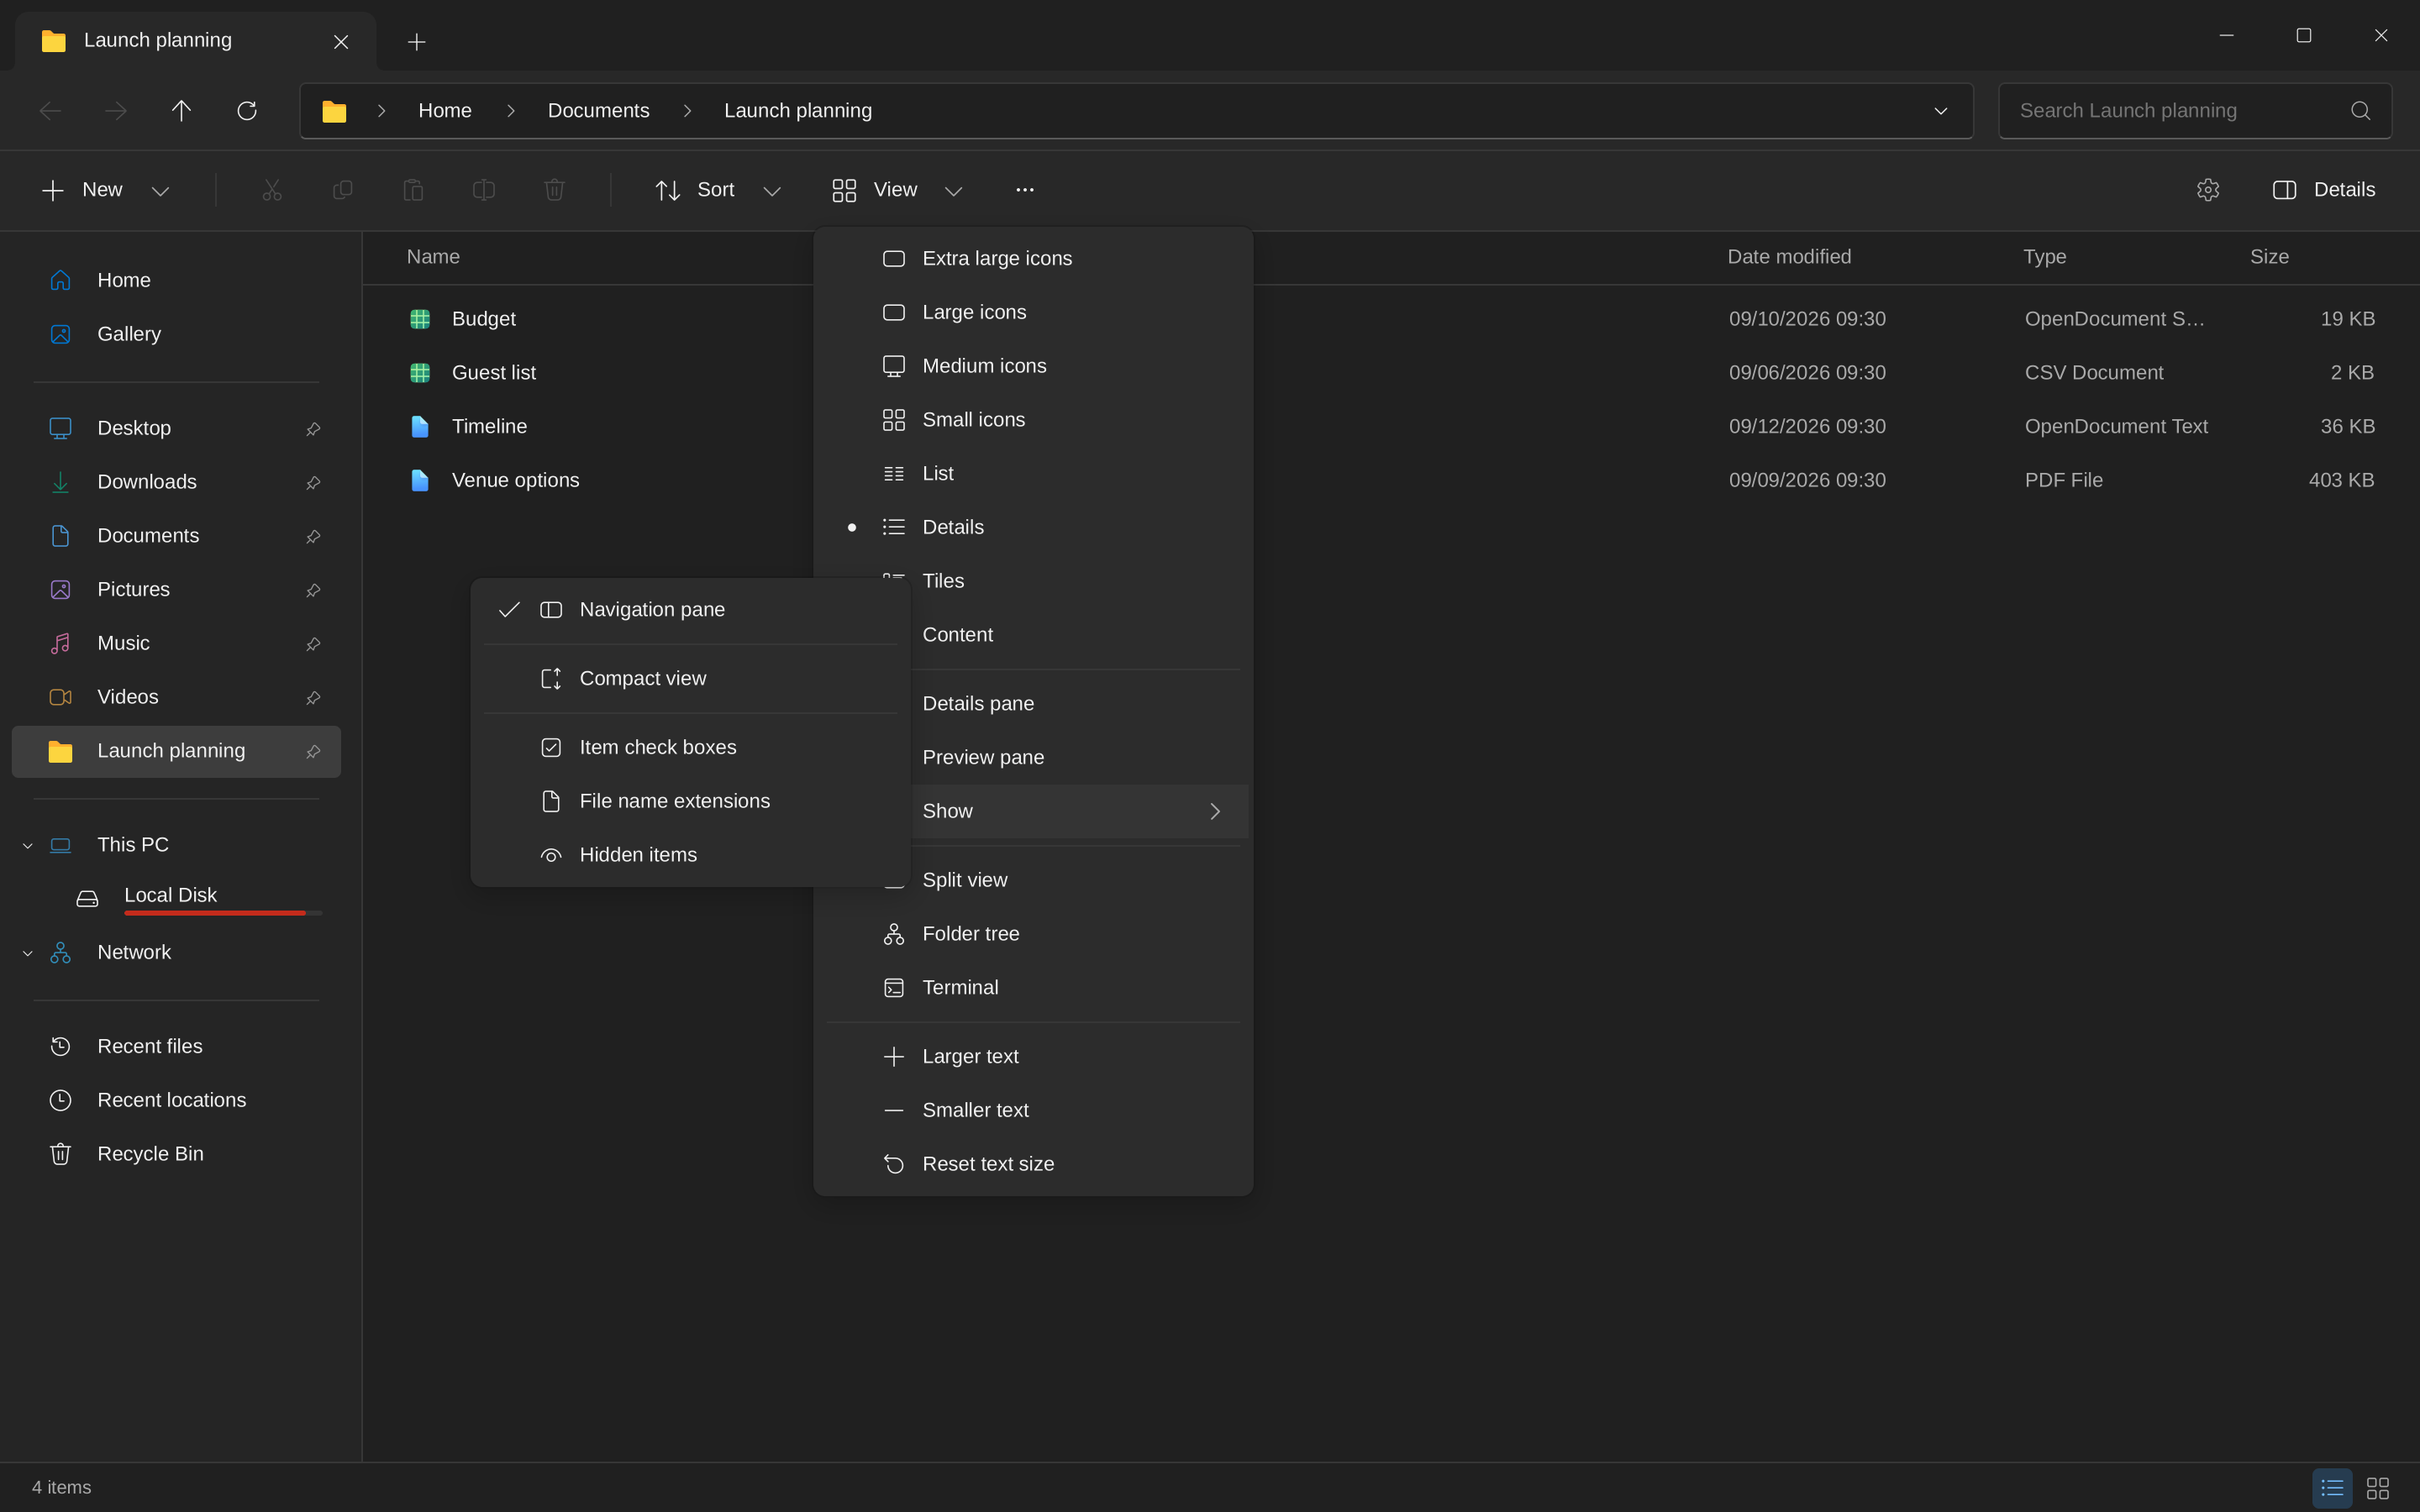 Launch planning
Home
Documents
Launch planning
Search Launch planning
New
Sort
View
Details
Home
Gallery
Desktop
Downloads
Documents
Pictures
Music
Videos
Launch planning
This PC
Local Disk
Network
Recent files
Recent locations
Recycle Bin
Name Date modified Type Size
Budget 09/10/2026 09:30 OpenDocument S… 19 KB
Guest list 09/06/2026 09:30 CSV Document 2 KB
Timeline 09/12/2026 09:30 OpenDocument Text 36 KB
Venue options 09/09/2026 09:30 PDF File 403 KB
Extra large icons
Large icons
Medium icons
Small icons
List
Details
Tiles
Content
Details pane
Preview pane
Show
Split view
Folder tree
Terminal
Larger text
Smaller text
Reset text size
Navigation pane
Compact view
Item check boxes
File name extensions
Hidden items
4 items